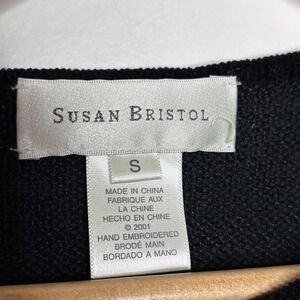 SUSAN BRISTOL
S
MADE IN CHINA
FABRIQUE AUX
LA CHINE
HECHO EN CHINE
© 2001
HAND EMBROIDERED
BRODÉ MAIN
BORDADO A MANO